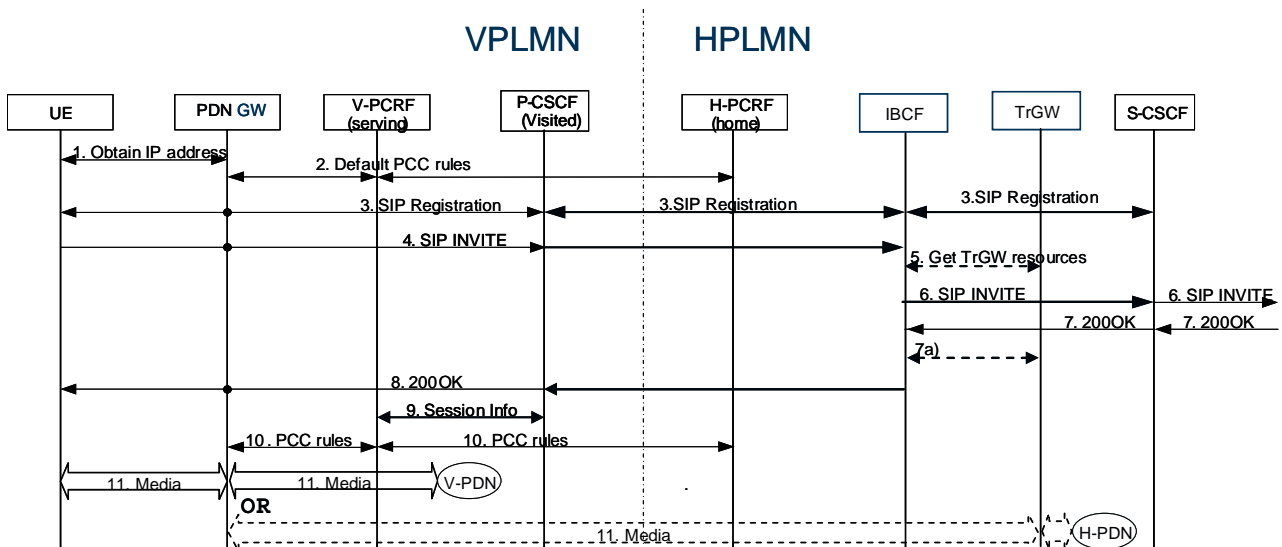 VPLMN HPLMN
UE PDN GW V-PCRF (serving) P-CSCF (Visited) H-PCRF (home) IBCF TrGW S-CSCF
1. Obtain IP address
2. Default PCC rules
3. SIP Registration 3.SIP Registration 3.SIP Registration
4. SIP INVITE
5. Get TrGW resources
6. SIP INVITE 6. SIP INVITE
7. 200OK 7. 200OK
7a)
8. 200OK
9. Session Info
10 . PCC rules 10. PCC rules
11. Media 11. Media V-PDN
OR
11. Media H-PDN